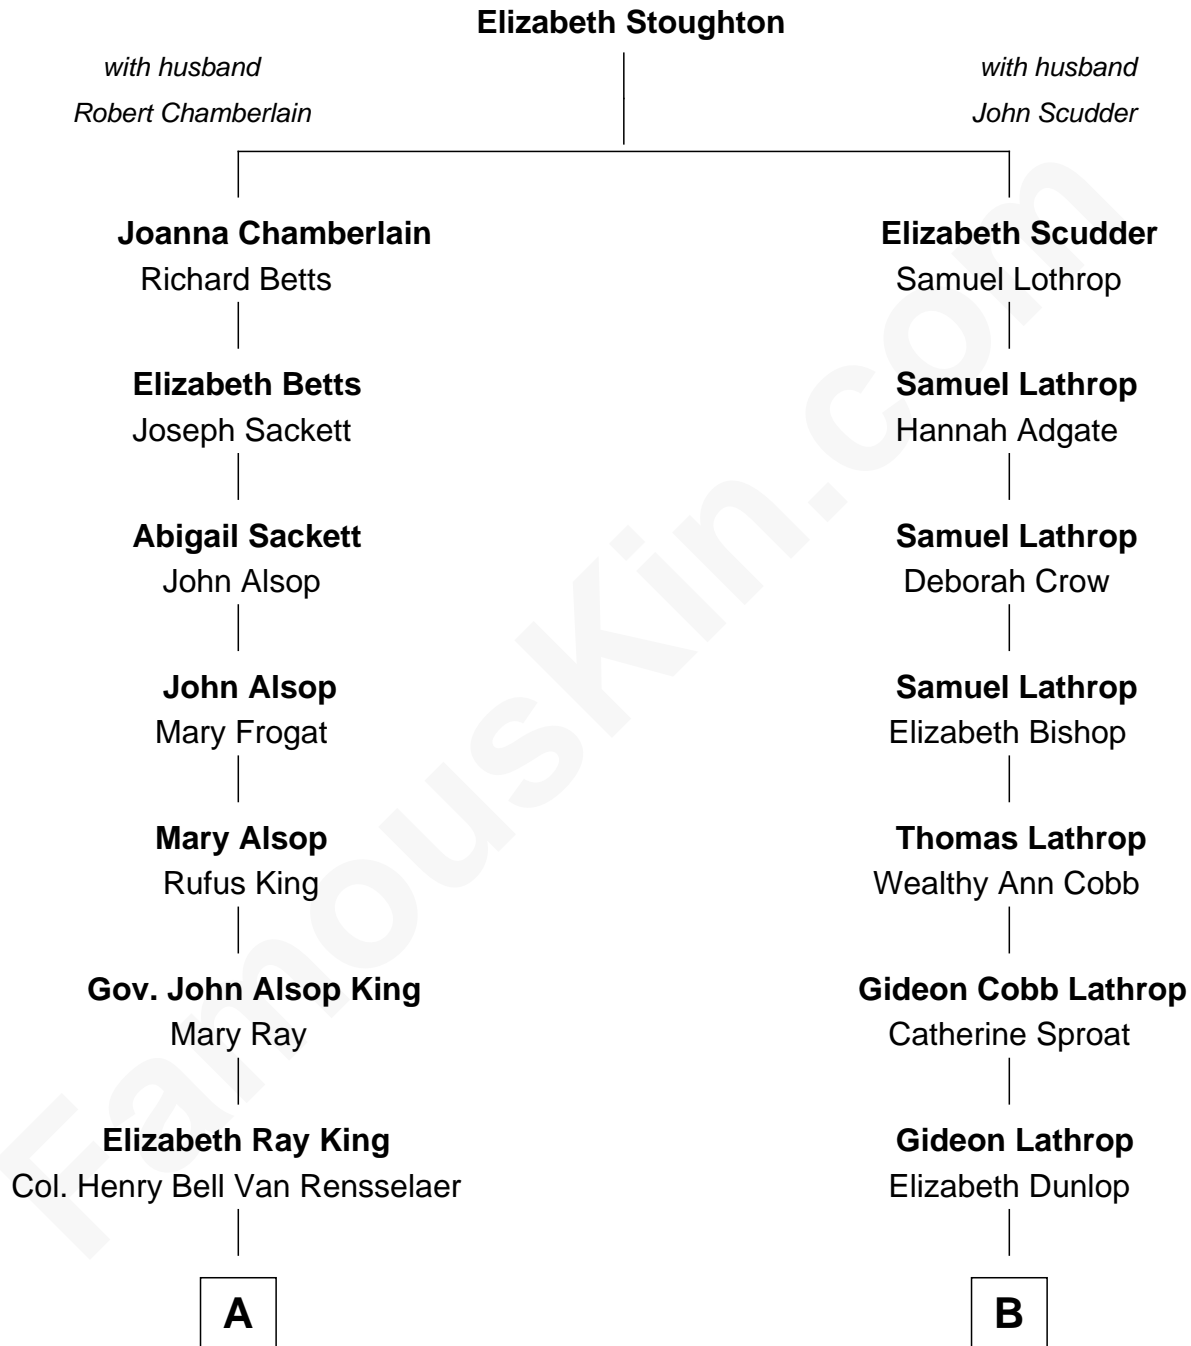 Elizabeth Stoughton
with husband
Robert Chamberlain
with husband
John Scudder
Joanna Chamberlain
Richard Betts
Elizabeth Scudder
Samuel Lothrop
Elizabeth Betts
Joseph Sackett
Samuel Lathrop
Hannah Adgate
Abigail Sackett
John Alsop
Samuel Lathrop
Deborah Crow
John Alsop
Mary Frogat
Samuel Lathrop
Elizabeth Bishop
Mary Alsop
Rufus King
Thomas Lathrop
Wealthy Ann Cobb
Gov. John Alsop King
Mary Ray
Gideon Cobb Lathrop
Catherine Sproat
Elizabeth Ray King
Col. Henry Bell Van Rensselaer
Gideon Lathrop
Elizabeth Dunlop
A
B
FamousKin.com